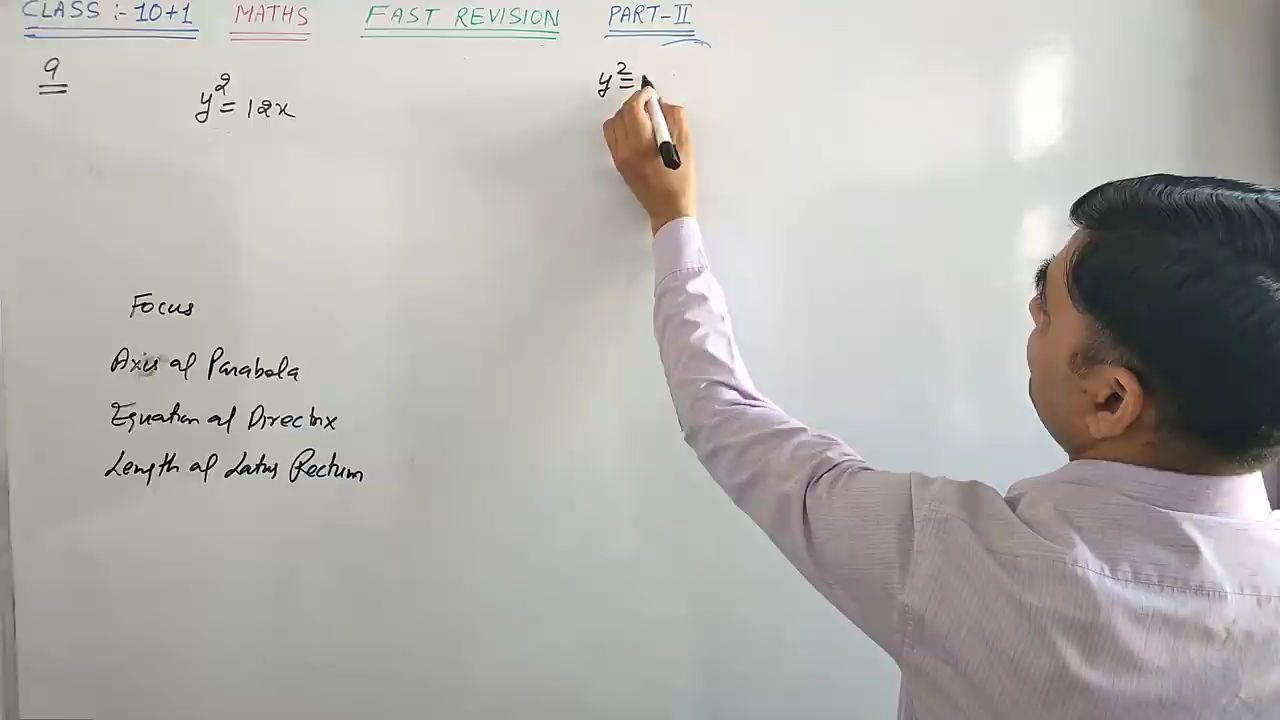 CLASS :- 10+1 MATHS FAST REVISION PART-II
9
y² = 12x
y² =
Focus
Axis of Parabola
Equation of Directrix
Length of Latus Rectum